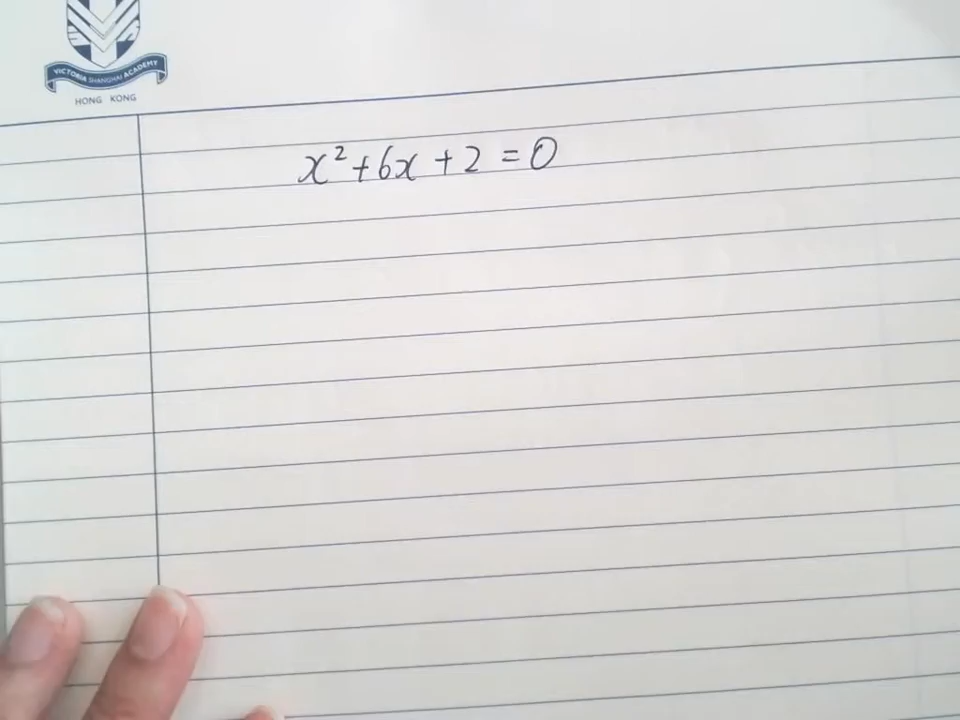 VICTORIA SHANGHAI ACADEMY
HONG KONG
x² + 6x + 2 = 0